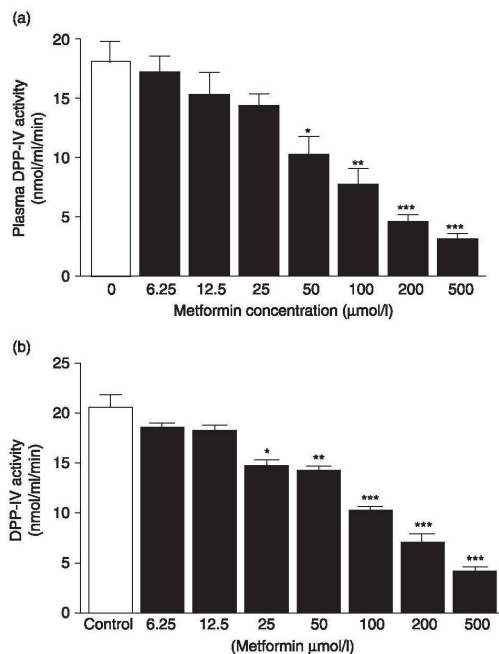 (a)
20
15
10
5
0
Plasma DPP-IV activity
(nmol/ml/min)
*
**
***
***
0 6.25 12.5 25 50 100 200 500
Metformin concentration (μmol/l)
(b)
25
20
15
10
5
0
DPP-IV activity
(nmol/ml/min)
*
**
***
***
***
Control 6.25 12.5 25 50 100 200 500
(Metformin μmol/l)